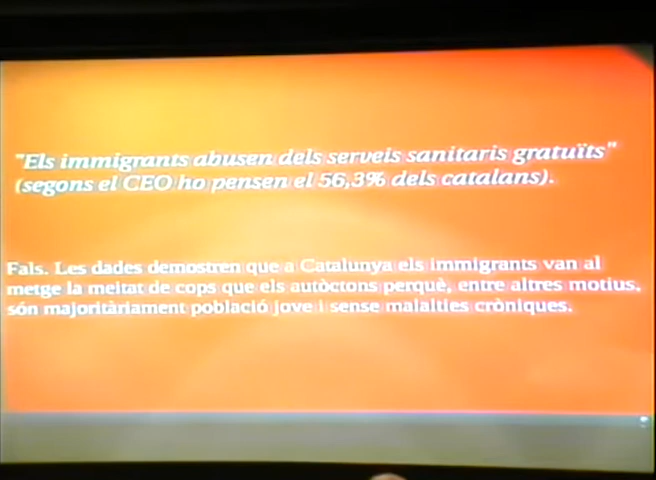 "Els immigrants abusen dels serveis sanitaris gratuïts"
(segons el CEO ho pensen el 56,3% dels catalans).
Fals. Les dades demostren que a Catalunya els immigrants van al
metge la meitat de cops que els autòctons perquè, entre altres motius,
són majoritàriament població jove i sense malalties cròniques.